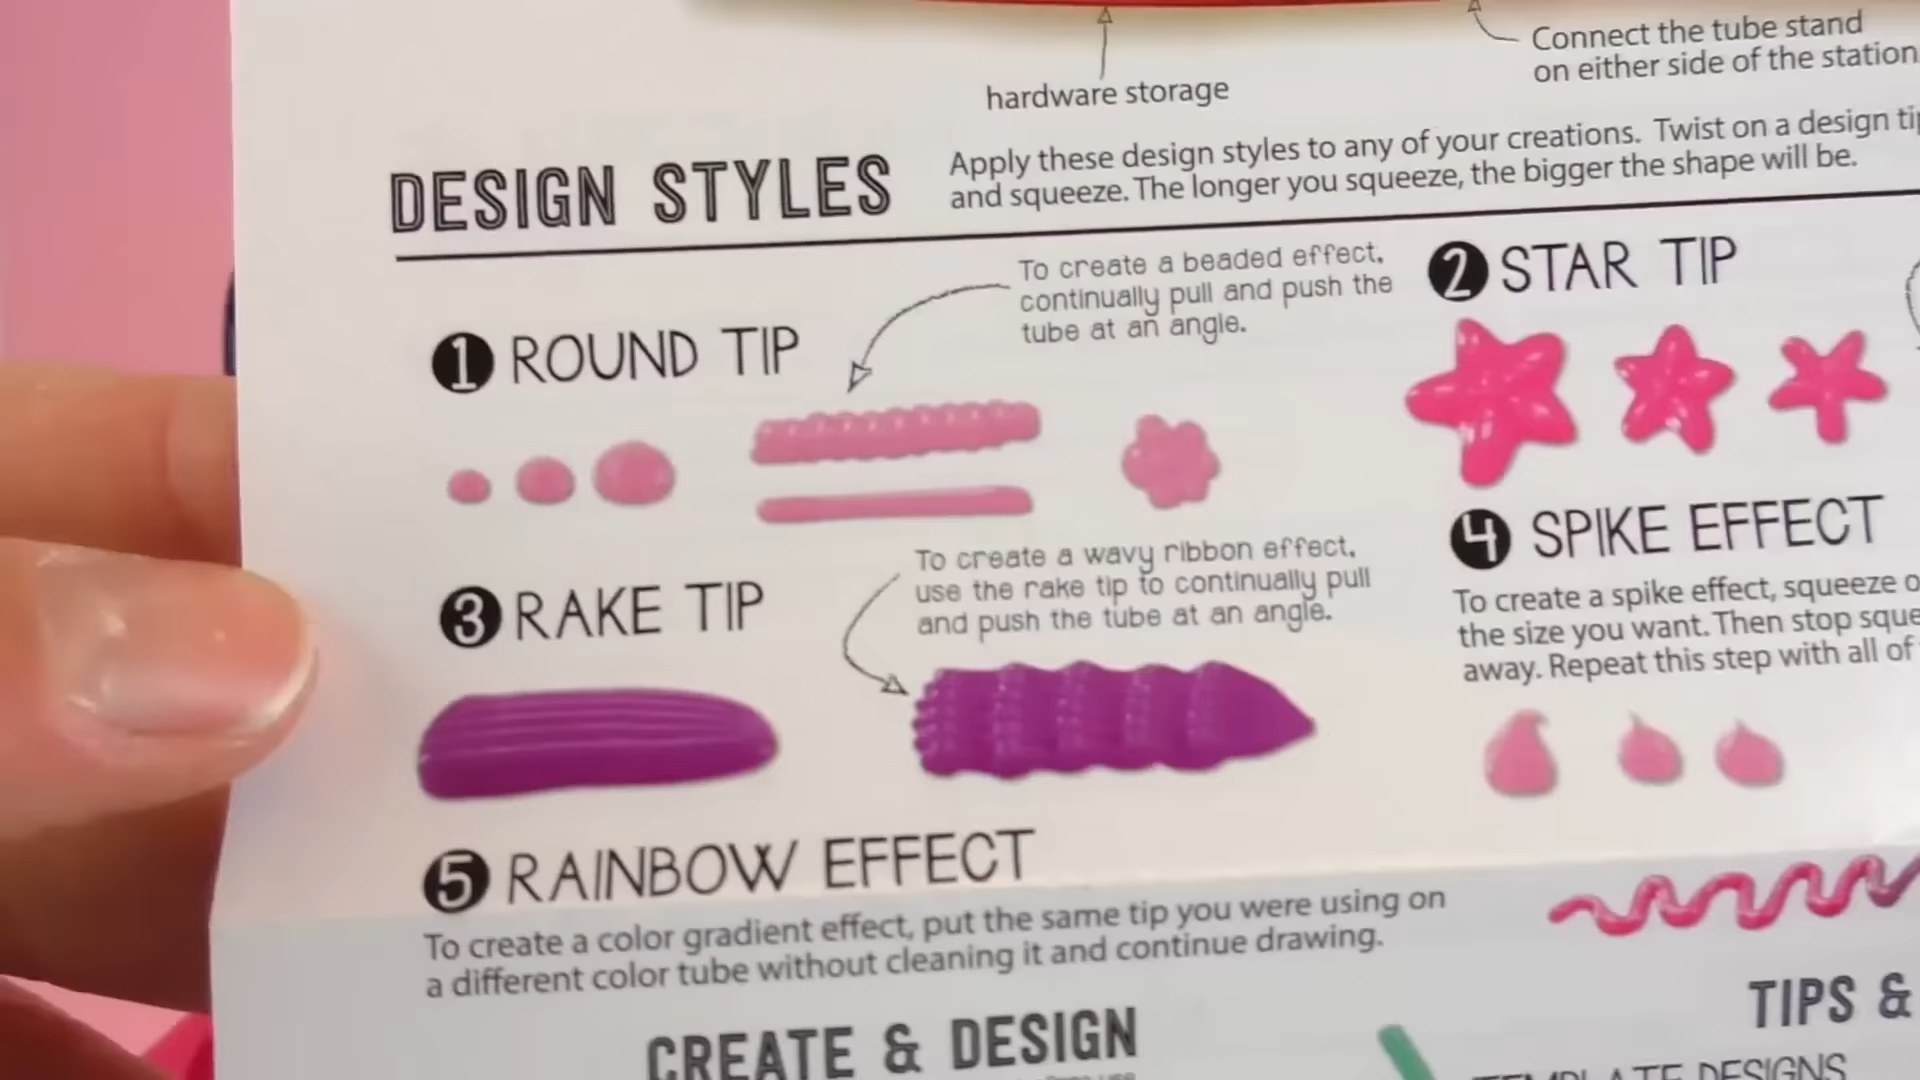 hardware storage
Connect the tube stand
on either side of the station
DESIGN STYLES
Apply these design styles to any of your creations. Twist on a design tip
and squeeze. The longer you squeeze, the bigger the shape will be.
1 ROUND TIP
To create a beaded effect,
continually pull and push the
tube at an angle.
2 STAR TIP
3 RAKE TIP
To create a wavy ribbon effect,
use the rake tip to continually pull
and push the tube at an angle.
4 SPIKE EFFECT
To create a spike effect, squeeze
the size you want. Then stop
away. Repeat this step with all of
5 RAINBOW EFFECT
To create a color gradient effect, put the same tip you were using on
a different color tube without cleaning it and continue drawing.
CREATE & DESIGN
TIPS &
TEMPLATE DESIGNS